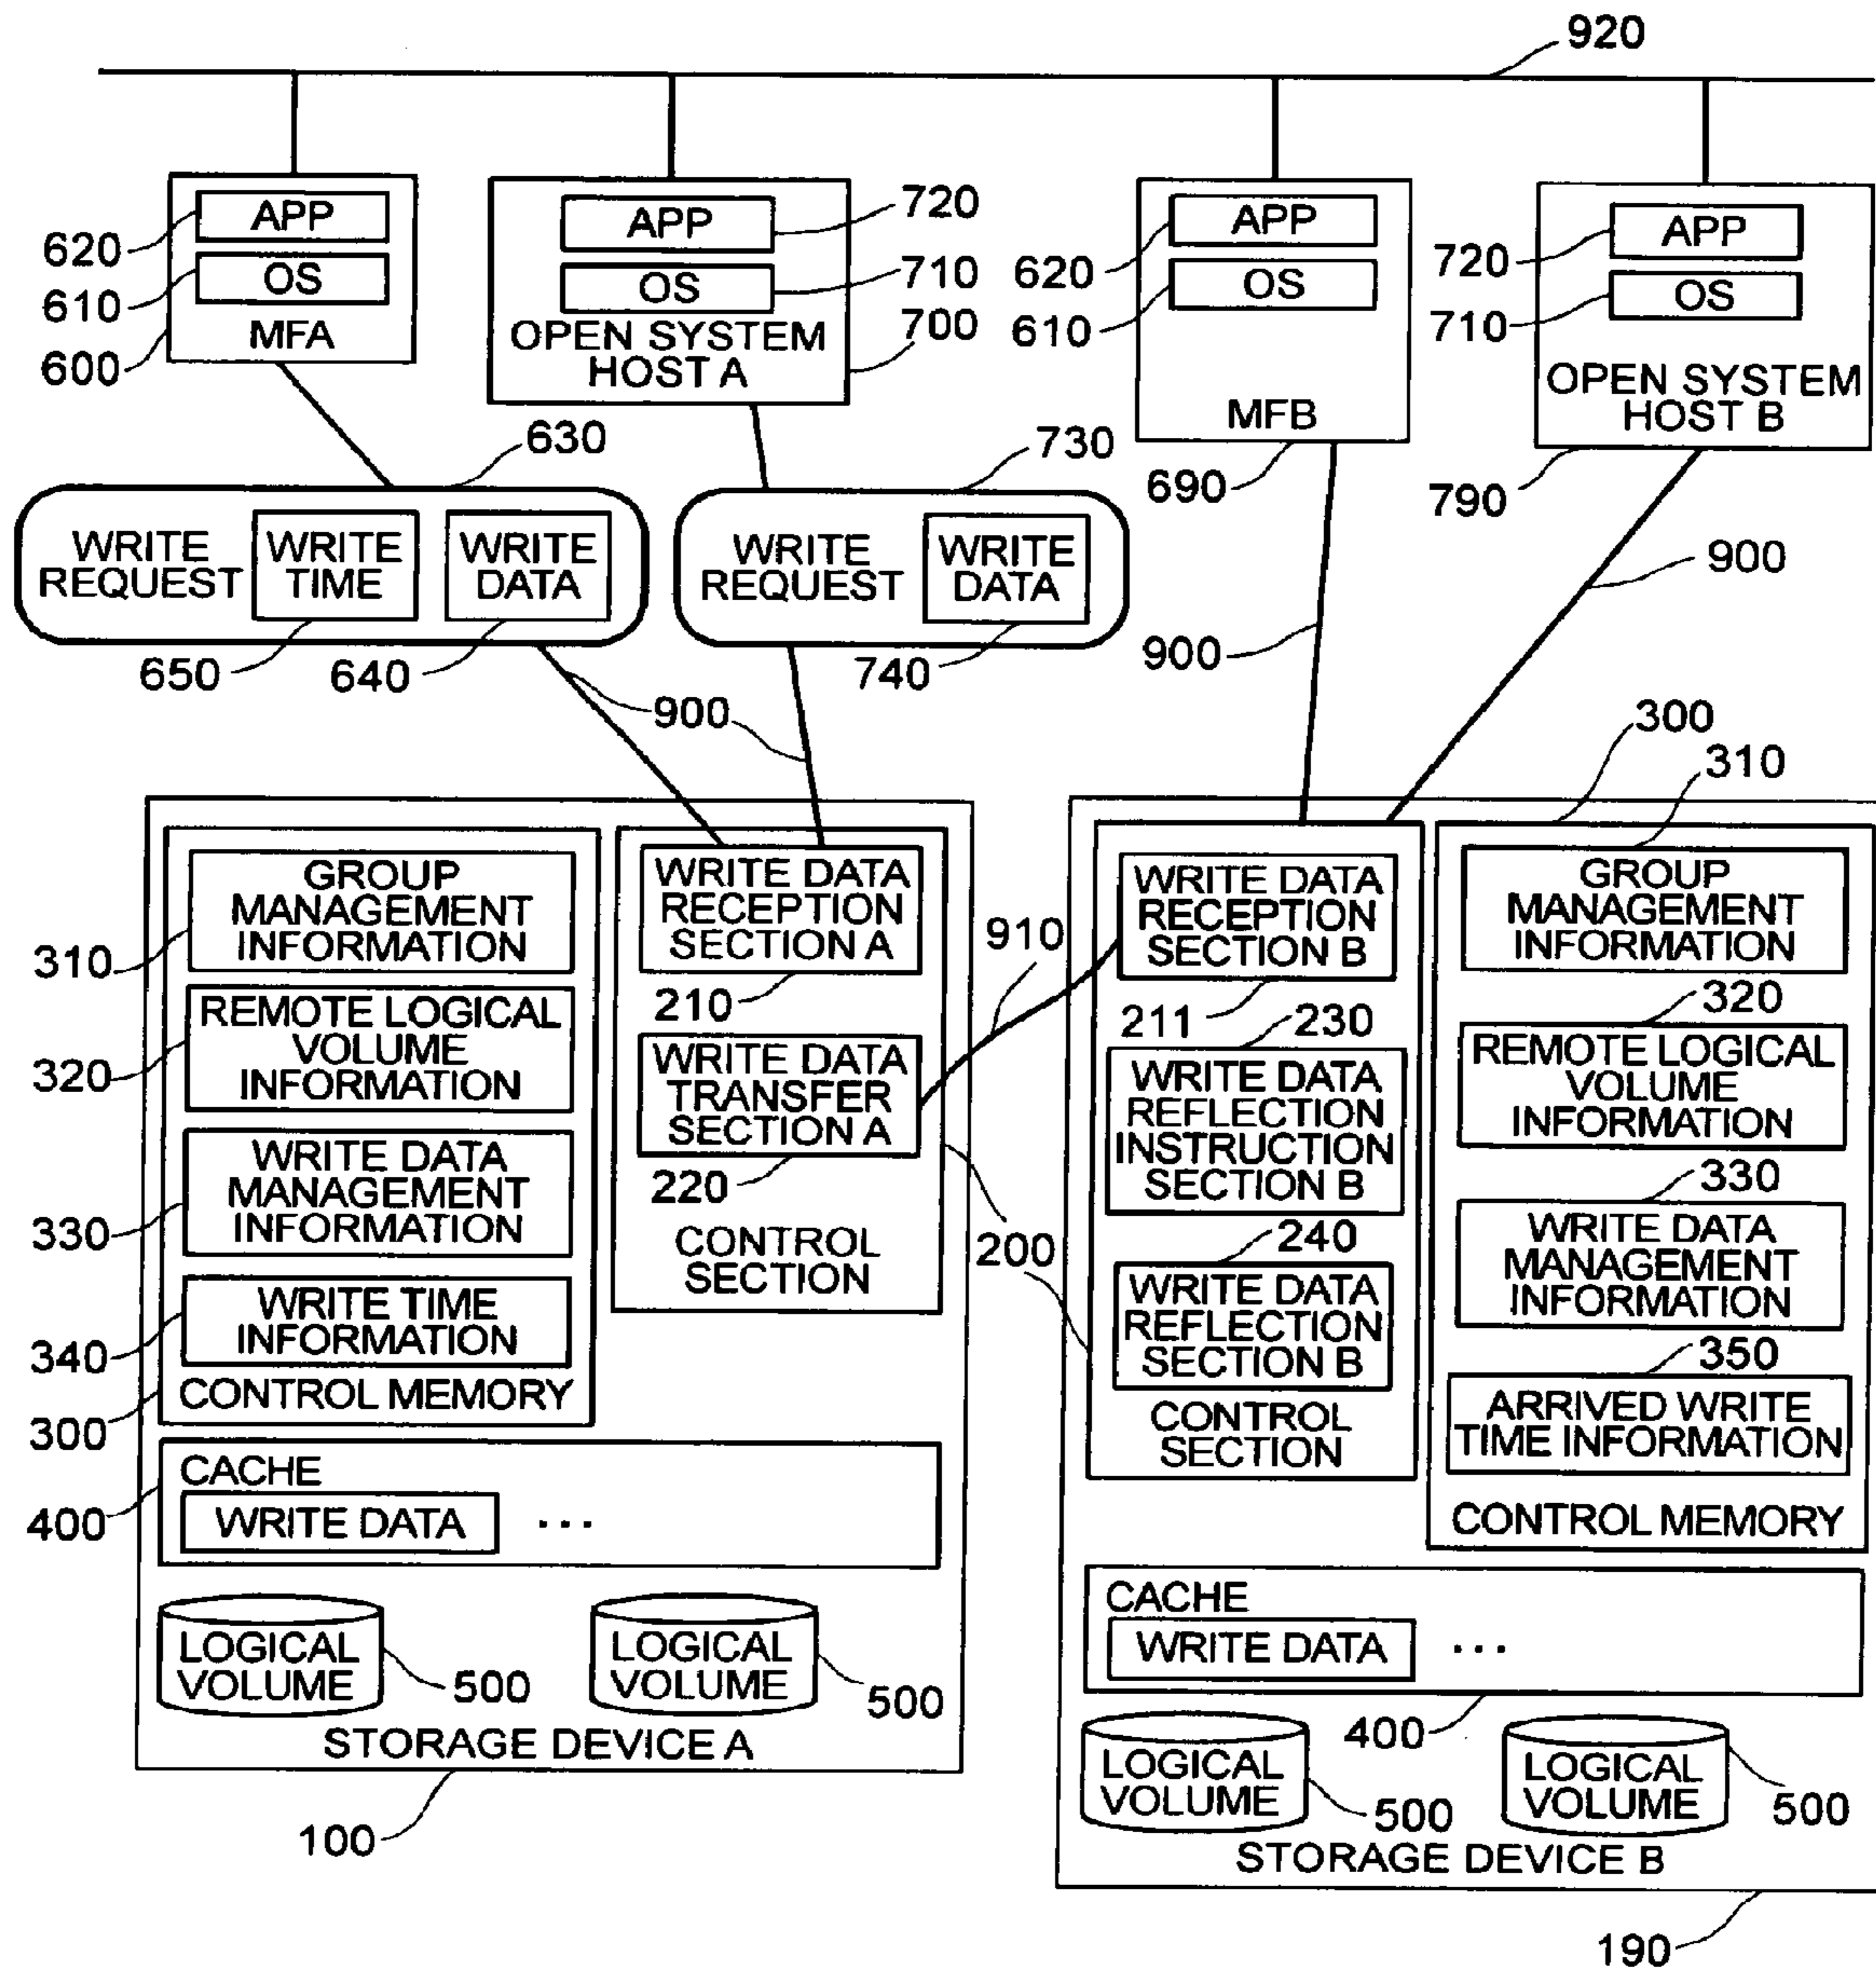 920
APP
620
OS
610
MFA
600
APP
720
OS
710
OPEN SYSTEM
HOST A
700
APP
620
OS
610
MFB
690
APP
720
OS
710
OPEN SYSTEM
HOST B
790
630
WRITE
REQUEST
WRITE
TIME
WRITE
DATA
650
640
730
WRITE
REQUEST
WRITE
DATA
740
900
900
900
GROUP
MANAGEMENT
INFORMATION
310
REMOTE LOGICAL
VOLUME
INFORMATION
320
WRITE DATA
MANAGEMENT
INFORMATION
330
WRITE TIME
INFORMATION
340
CONTROL MEMORY
300
WRITE DATA
RECEPTION
SECTION A
210
WRITE DATA
TRANSFER
SECTION A
220
CONTROL
SECTION
200
910
CACHE
WRITE DATA
...
400
LOGICAL
VOLUME
500
LOGICAL
VOLUME
500
STORAGE DEVICE A
100
WRITE DATA
RECEPTION
SECTION B
211
230
WRITE DATA
REFLECTION
INSTRUCTION
SECTION B
240
WRITE DATA
REFLECTION
SECTION B
CONTROL
SECTION
300
310
GROUP
MANAGEMENT
INFORMATION
320
REMOTE LOGICAL
VOLUME
INFORMATION
330
WRITE DATA
MANAGEMENT
INFORMATION
350
ARRIVED WRITE
TIME INFORMATION
CONTROL MEMORY
CACHE
WRITE DATA
...
400
LOGICAL
VOLUME
500
LOGICAL
VOLUME
500
STORAGE DEVICE B
190